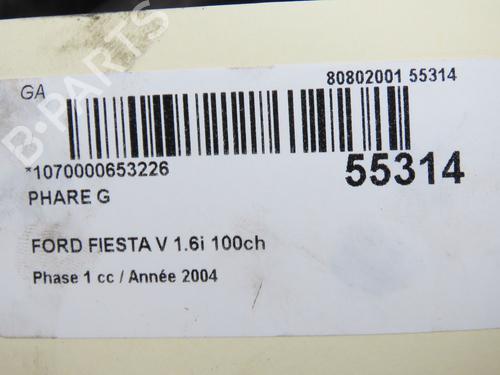 GA
80802001 55314
*1070000653226
55314
PHARE G
FORD FIESTA V 1.6i 100ch
Phase 1 cc / Année 2004
B-PARTS